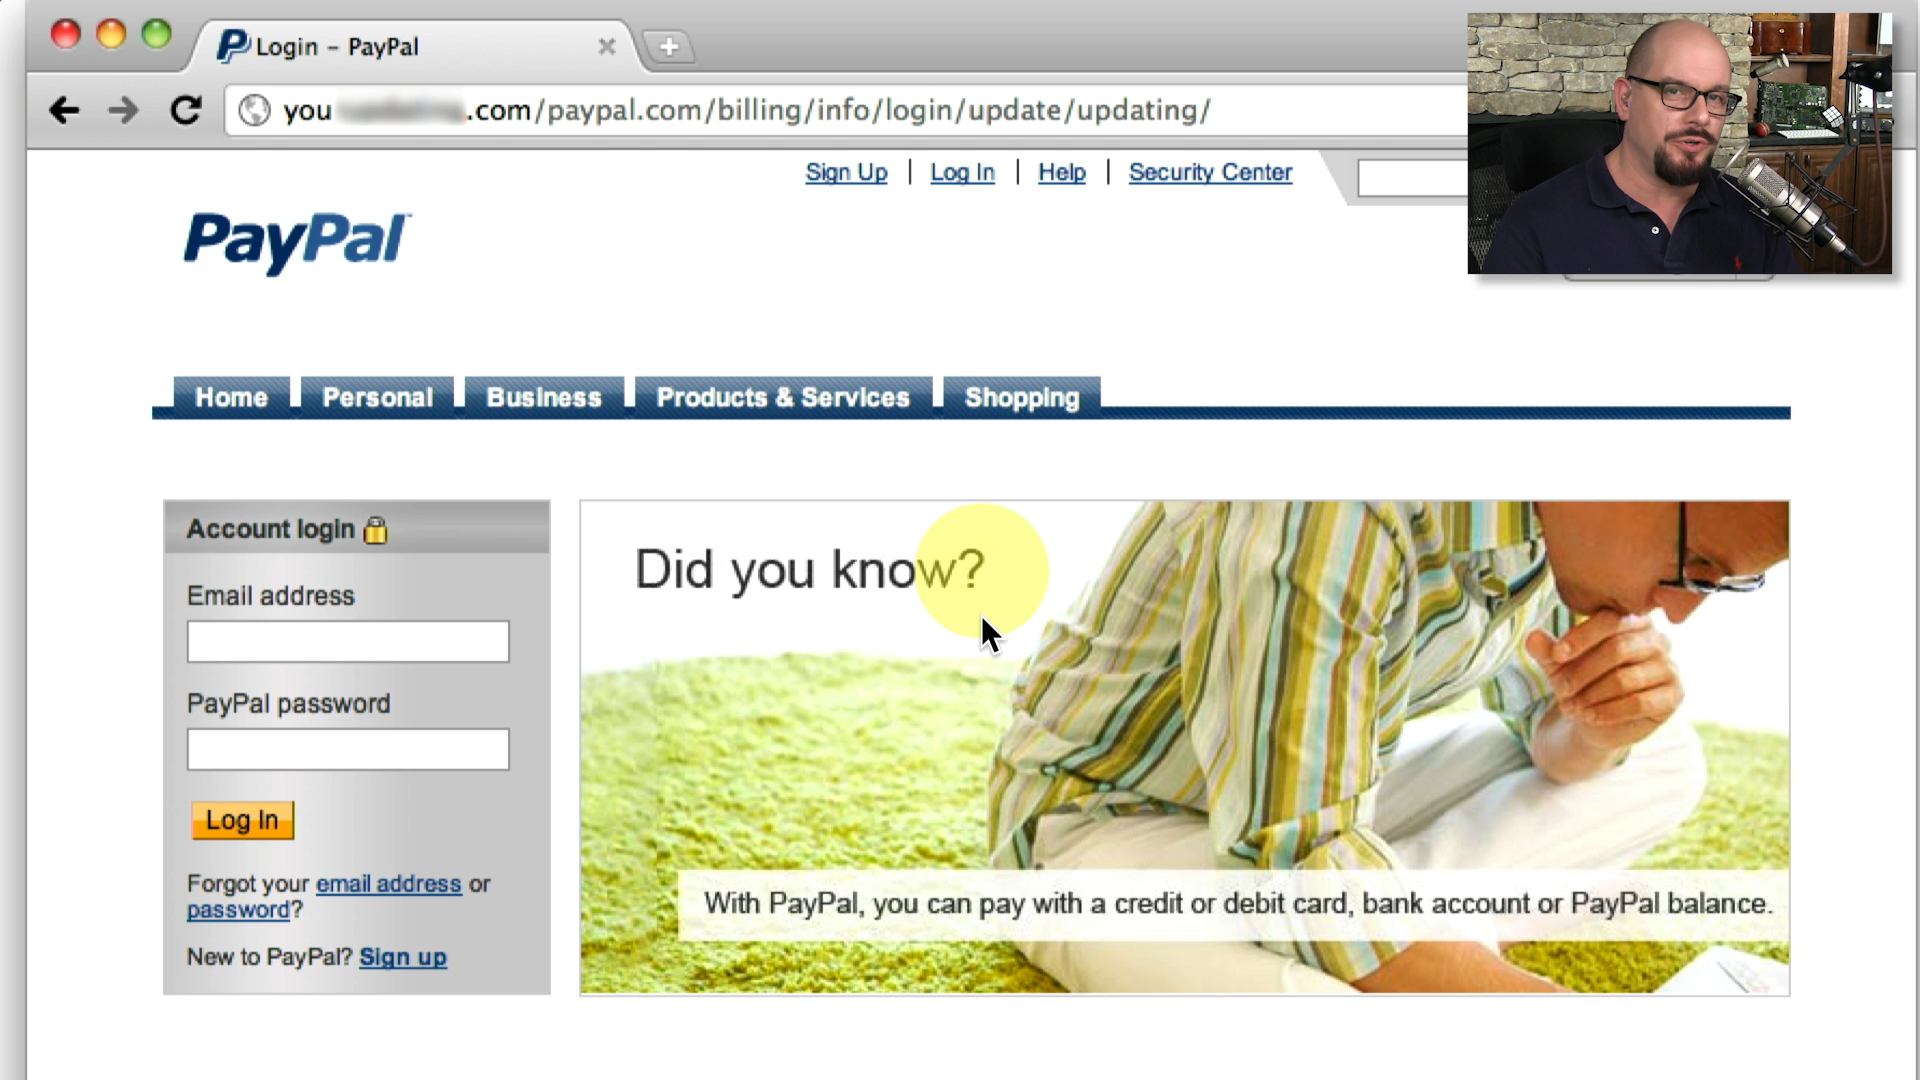 Login – PayPal
you .com/paypal.com/billing/info/login/update/updating/
Sign Up | Log In | Help | Security Center
PayPal
Home Personal Business Products & Services Shopping
Account login
Email address
PayPal password
Log In
Forgot your email address or
password?
New to PayPal? Sign up
Did you know?
With PayPal, you can pay with a credit or debit card, bank account or PayPal balance.